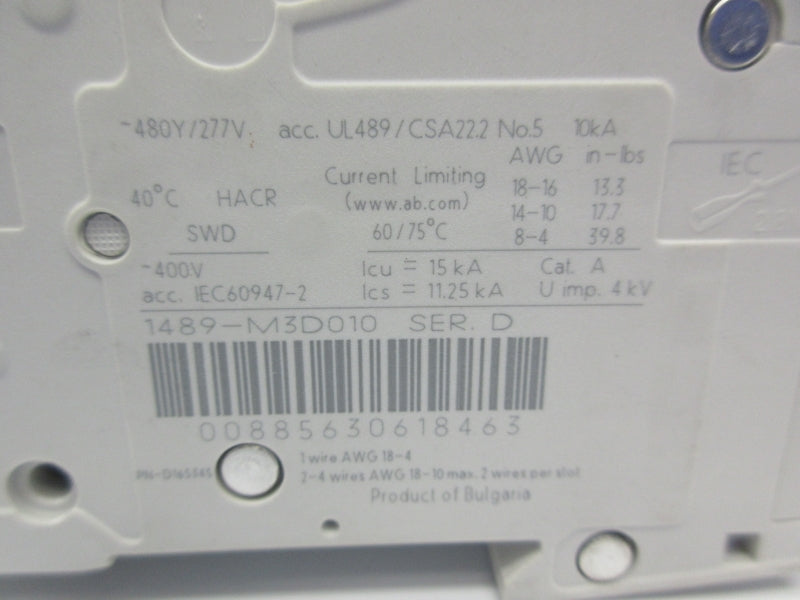 ~480Y/277V acc. UL489/CSA22.2 No.5 10kA
AWG in-lbs
40°C HACR Current Limiting 18-16 13.3
(www.ab.com) 14-10 17.7
SWD 60/75°C 8-4 39.8
~400V Icu = 15 kA Cat. A
acc. IEC60947-2 Ics = 11.25 kA U imp. 4 kV
1489-M3D010 SER. D
00885630618463
1 wire AWG 18-4
2-4 wires AWG 18-10 max. 2 wires per slot
Product of Bulgaria
IEC